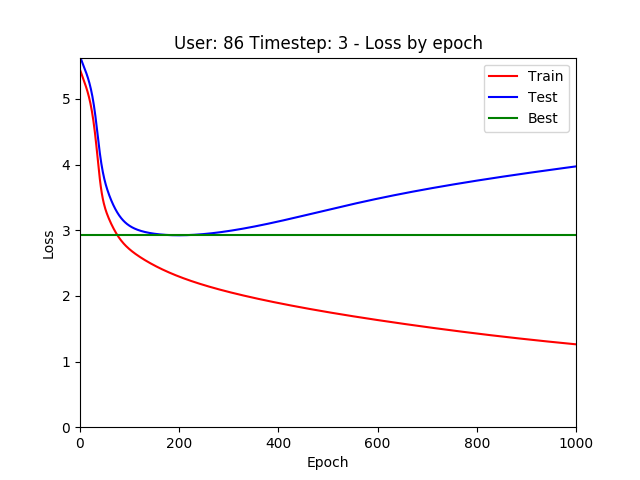 User: 86 Timestep: 3 - Loss by epoch
Train
Test
Best
Loss
5
4
3
2
1
0
0 200 400 600 800 1000
Epoch